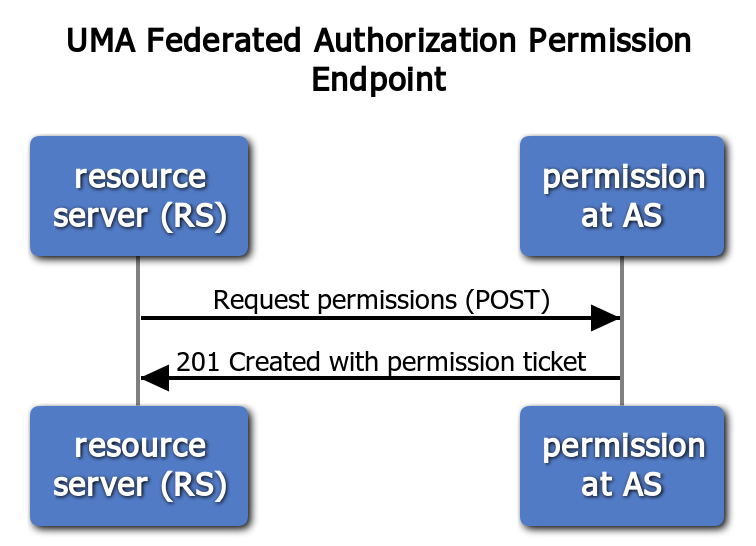 UMA Federated Authorization Permission
Endpoint
resource
server (RS)
permission
at AS
Request permissions (POST)
201 Created with permission ticket
resource
server (RS)
permission
at AS